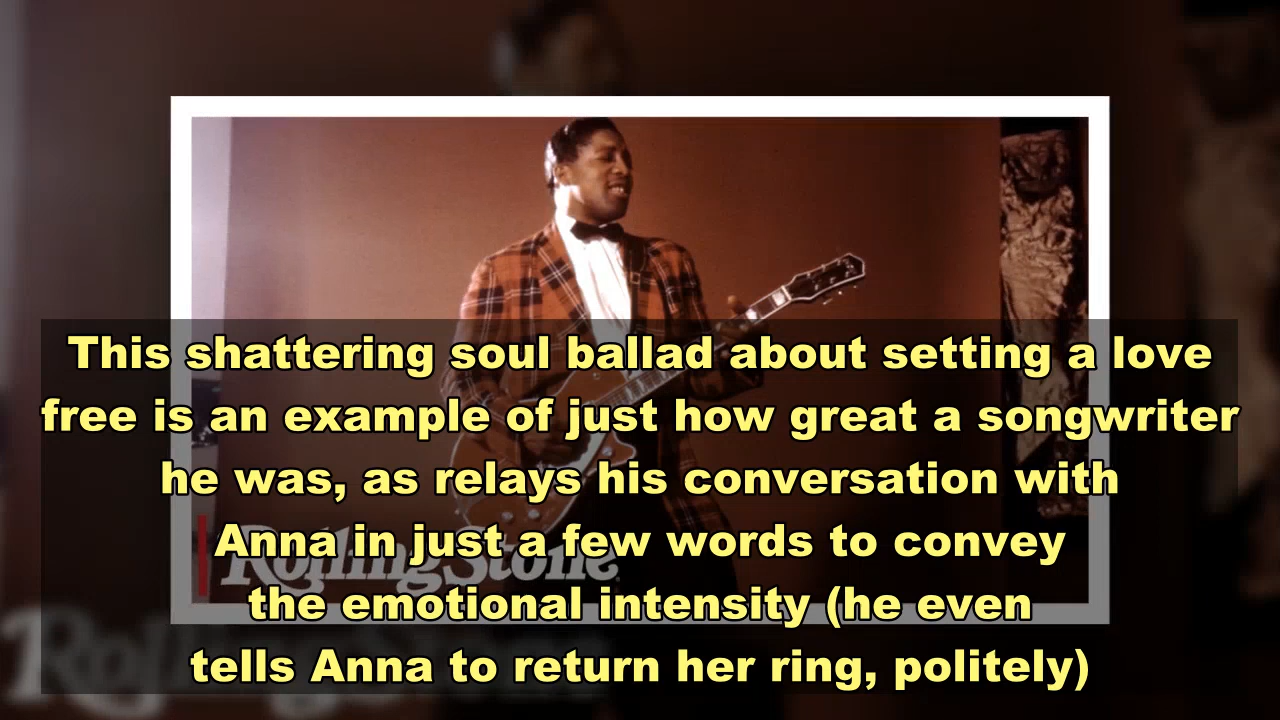 This shattering soul ballad about setting a love
free is an example of just how great a songwriter
he was, as relays his conversation with
Anna in just a few words to convey
the emotional intensity (he even
tells Anna to return her ring, politely)
Rolling Stone